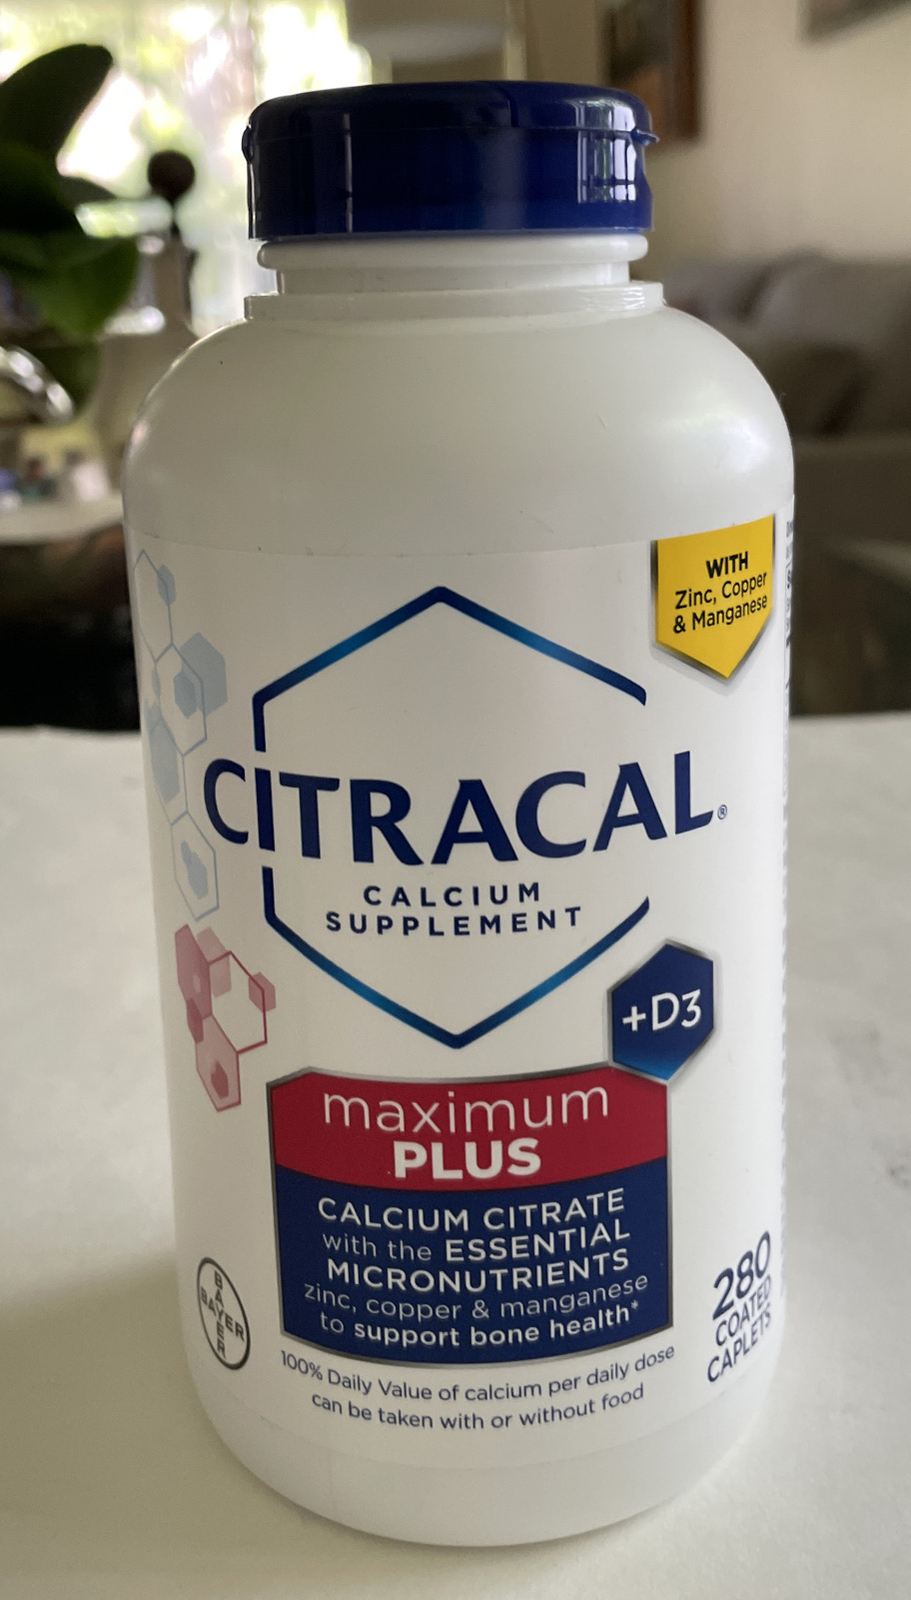 WITH
Zinc, Copper
& Manganese
CITRACAL®
CALCIUM
SUPPLEMENT
+D3
maximum
PLUS
CALCIUM CITRATE
with the ESSENTIAL
MICRONUTRIENTS
zinc, copper & manganese
to support bone health*
BAYER
BAYER
280
COATED
CAPLETS
100% Daily Value of calcium per daily dose
can be taken with or without food